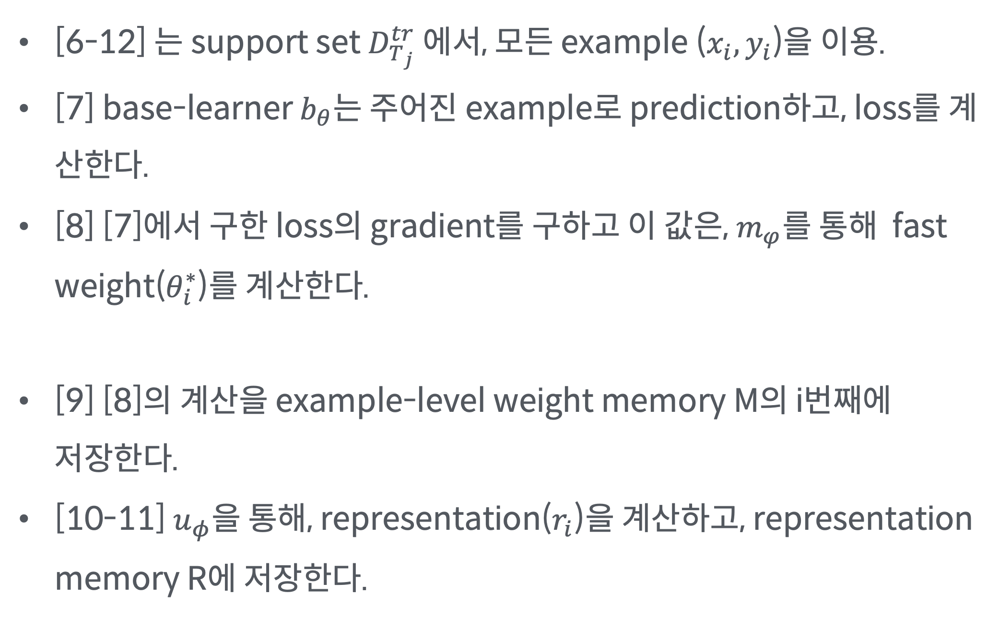 • [6-12] 는 support set $D_{T_j}^{tr}$ 에서, 모든 example $(x_i, y_i)$을 이용.
• [7] base-learner $b_\theta$는 주어진 example로 prediction하고, loss를 계
산한다.
• [8] [7]에서 구한 loss의 gradient를 구하고 이 값은, $m_\varphi$를 통해 fast
weight($\theta_i^*$)를 계산한다.
• [9] [8]의 계산을 example-level weight memory M의 i번째에
저장한다.
• [10-11] $u_\phi$을 통해, representation($r_i$)을 계산하고, representation
memory R에 저장한다.